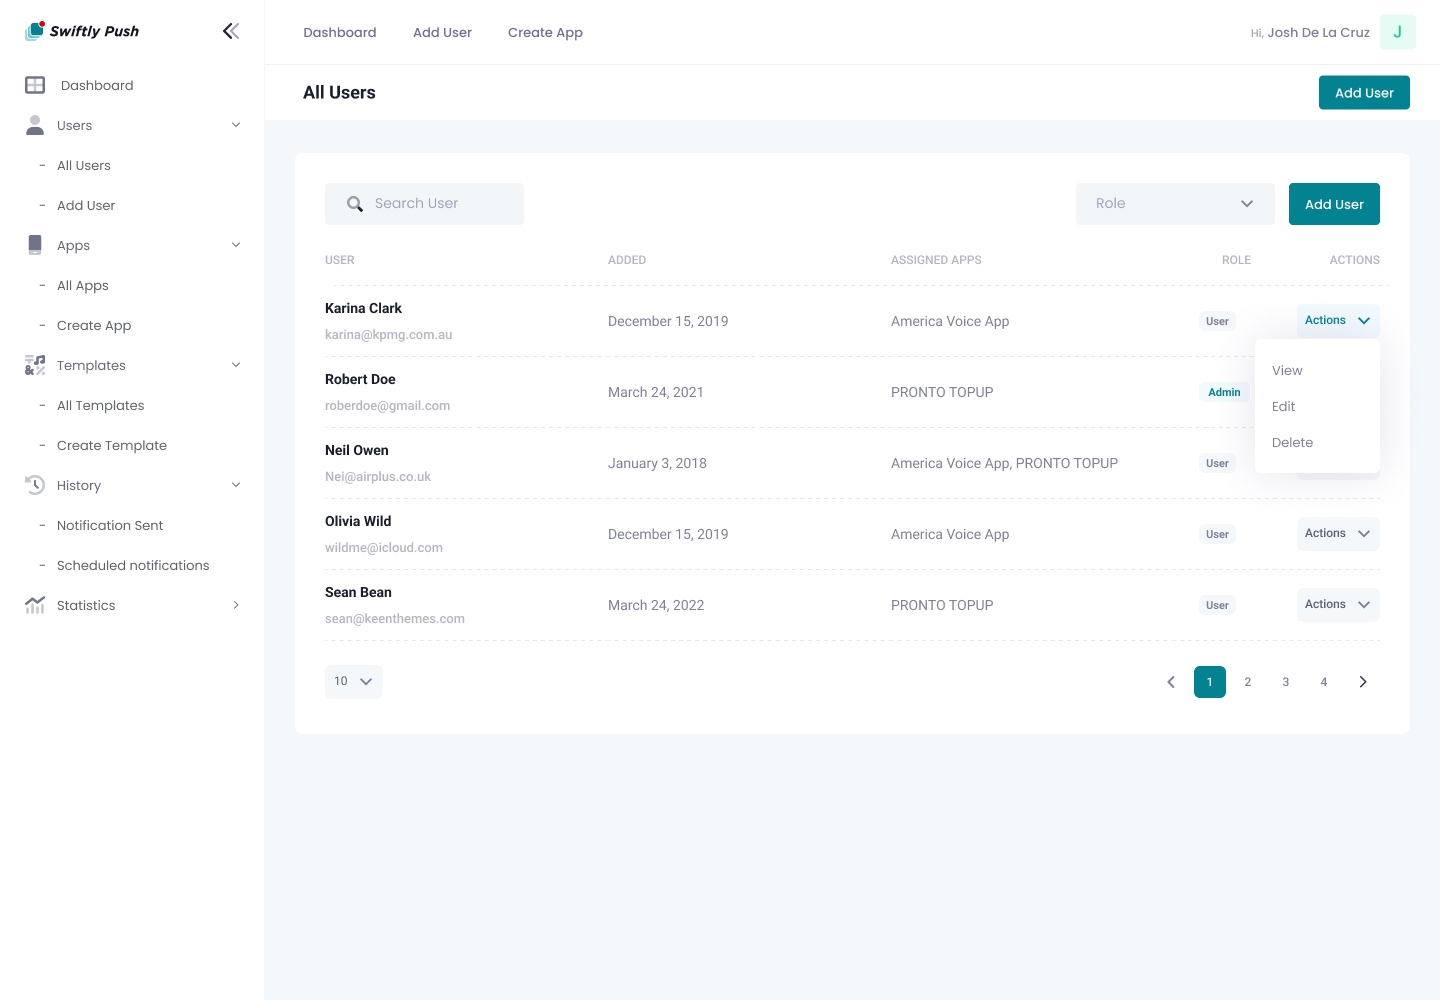 Swiftly Push
Dashboard Add User Create App
Hi, Josh De La Cruz J
Dashboard
Users
- All Users
- Add User
Apps
- All Apps
- Create App
Templates
- All Templates
- Create Template
History
- Notification Sent
- Scheduled notifications
Statistics
All Users Add User
Search User Role Add User
USER ADDED ASSIGNED APPS ROLE ACTIONS
Karina Clark
karina@kpmg.com.au December 15, 2019 America Voice App User Actions
View
Edit
Delete
Robert Doe
roberdoe@gmail.com March 24, 2021 PRONTO TOPUP Admin
Neil Owen
Nei@airplus.co.uk January 3, 2018 America Voice App, PRONTO TOPUP User
Olivia Wild
wildme@icloud.com December 15, 2019 America Voice App User Actions
Sean Bean
sean@keenthemes.com March 24, 2022 PRONTO TOPUP User Actions
10 1 2 3 4